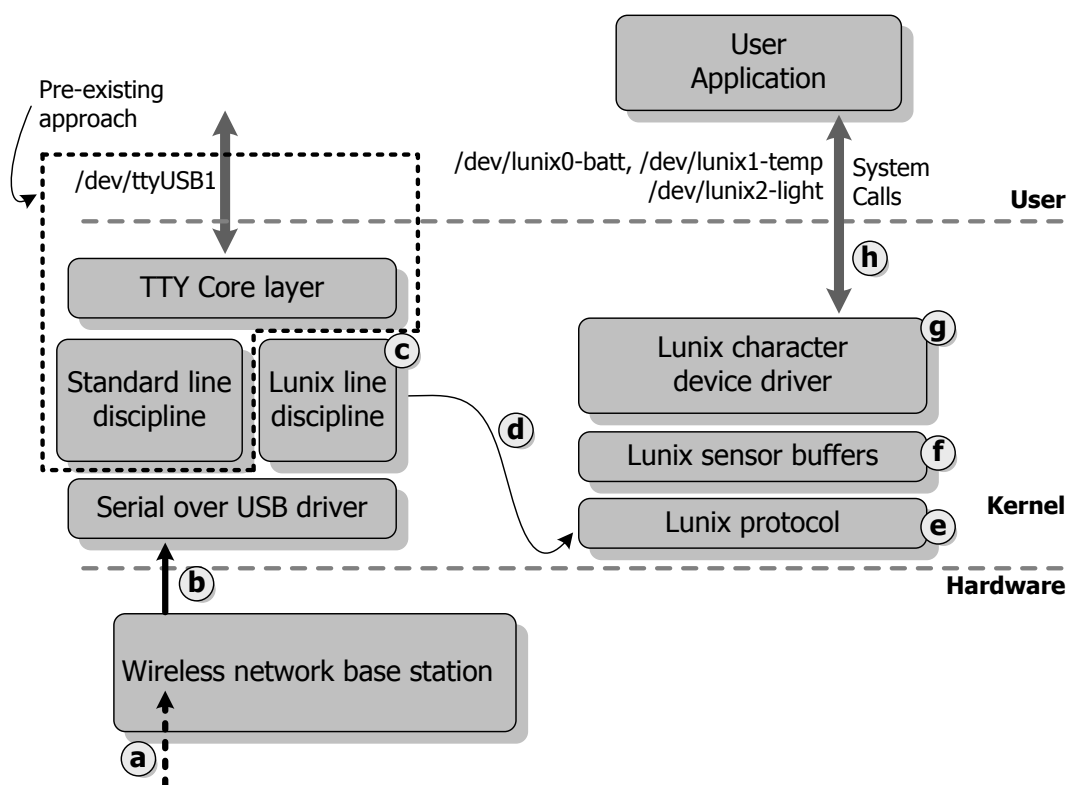 User
Application
Pre-existing
approach
/dev/ttyUSB1
/dev/lunix0-batt, /dev/lunix1-temp
/dev/lunix2-light
System
Calls
User
h
TTY Core layer
g
Lunix character
device driver
c
Standard line
discipline
Lunix line
discipline
d
Lunix sensor buffers
f
Serial over USB driver
Kernel
Lunix protocol
e
b
Hardware
Wireless network base station
a